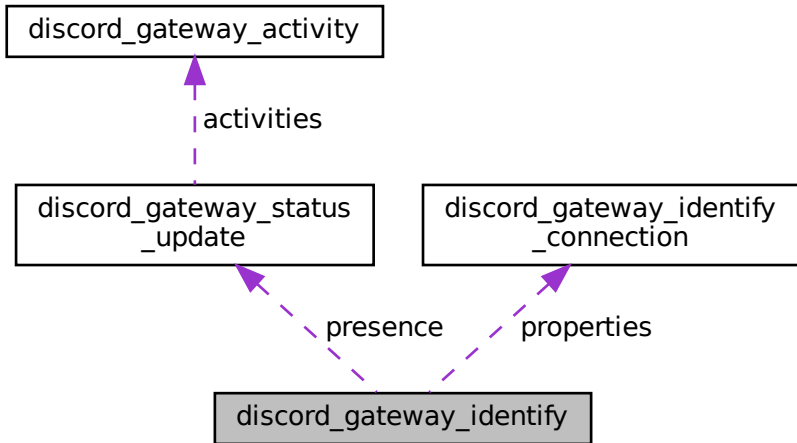 discord_gateway_activity
activities
discord_gateway_status
_update
discord_gateway_identify
_connection
presence
properties
discord_gateway_identify